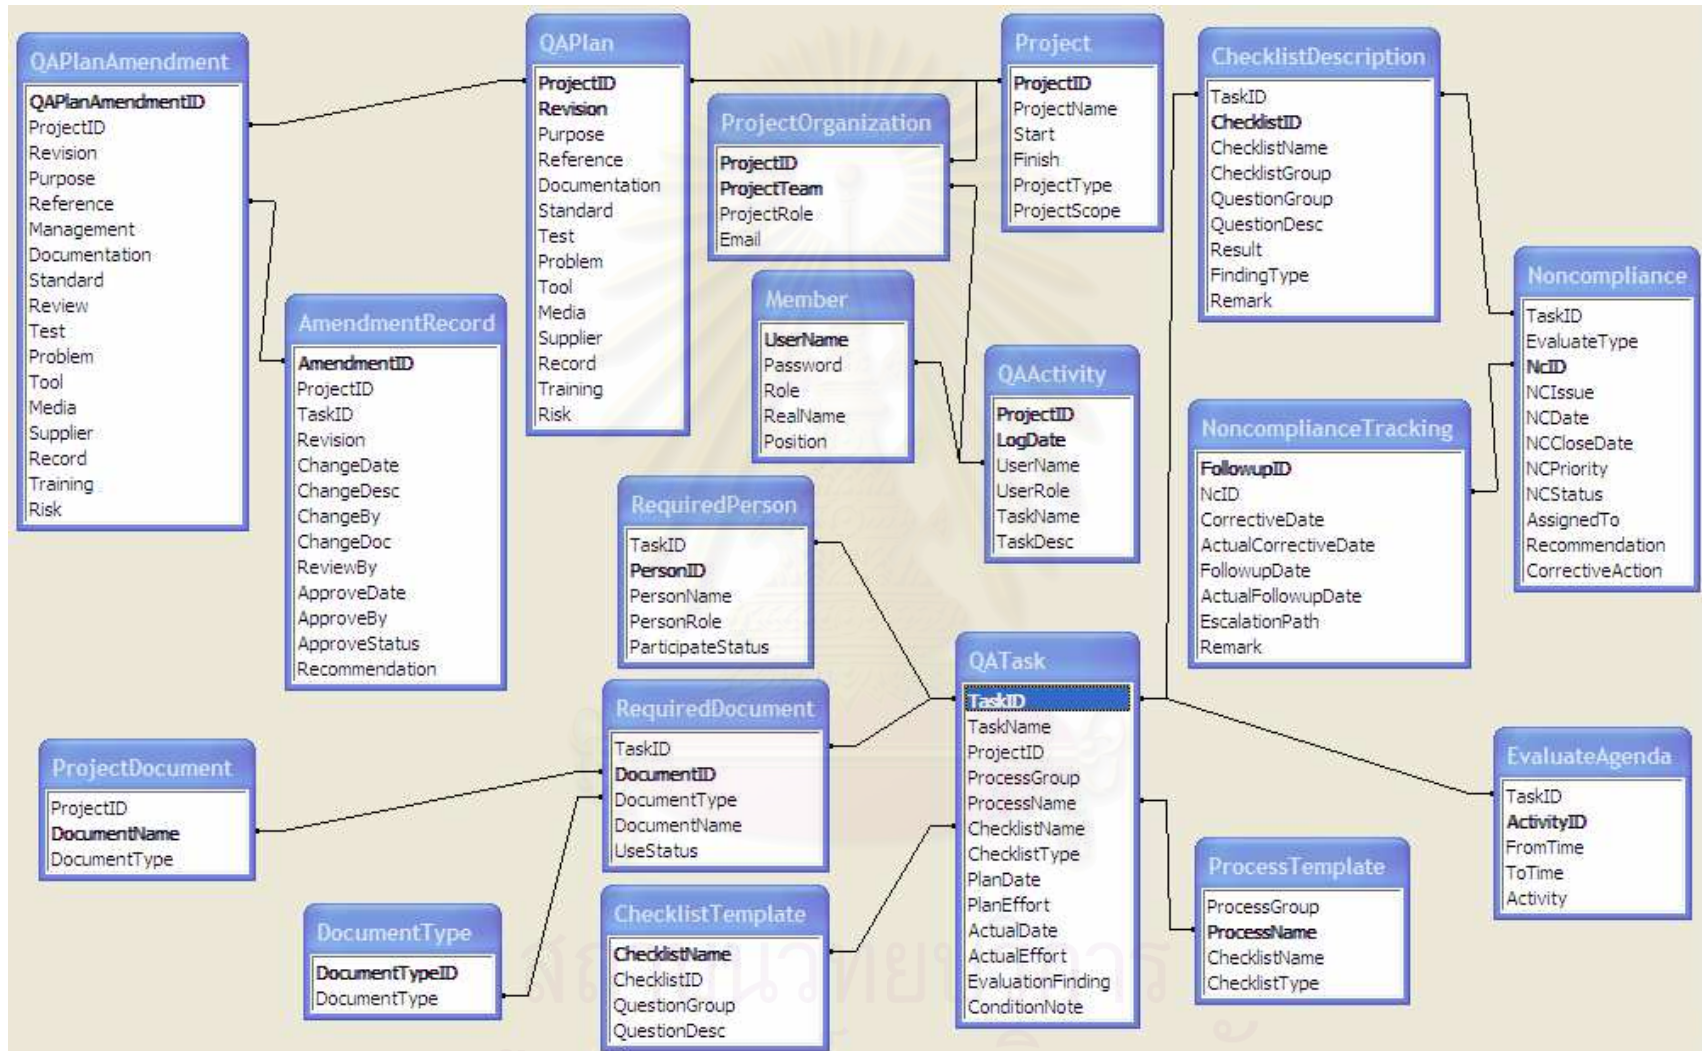 QAPlanAmendment
QAPlanAmendmentID
ProjectID
Revision
Purpose
Reference
Management
Documentation
Standard
Review
Test
Problem
Tool
Media
Supplier
Record
Training
Risk
AmendmentRecord
AmendmentID
ProjectID
TaskID
Revision
ChangeDate
ChangeDesc
ChangeBy
ChangeDoc
ReviewBy
ApproveDate
ApproveBy
ApproveStatus
Recommendation
QAPlan
ProjectID
Revision
Purpose
Reference
Documentation
Standard
Test
Problem
Tool
Media
Supplier
Record
Training
Risk
ProjectOrganization
ProjectID
ProjectTeam
ProjectRole
Email
Project
ProjectID
ProjectName
Start
Finish
ProjectType
ProjectScope
Member
UserName
Password
Role
RealName
Position
QAActivity
ProjectID
LogDate
UserName
UserRole
TaskName
TaskDesc
ChecklistDescription
TaskID
ChecklistID
ChecklistName
ChecklistGroup
QuestionGroup
QuestionDesc
Result
FindingType
Remark
Noncompliance
TaskID
EvaluateType
NcID
NCIssue
NCDate
NCCloseDate
NCPriority
NCStatus
AssignedTo
Recommendation
CorrectiveAction
NoncomplianceTracking
FollowupID
NcID
CorrectiveDate
ActualCorrectiveDate
FollowupDate
ActualFollowupDate
EscalationPath
Remark
RequiredPerson
TaskID
PersonID
PersonName
PersonRole
ParticipateStatus
RequiredDocument
TaskID
DocumentID
DocumentType
DocumentName
UseStatus
QATask
TaskID
TaskName
ProjectID
ProcessGroup
ProcessName
ChecklistName
ChecklistType
PlanDate
PlanEffort
ActualDate
ActualEffort
EvaluationFinding
ConditionNote
ProjectDocument
ProjectID
DocumentName
DocumentType
DocumentType
DocumentTypeID
DocumentType
ChecklistTemplate
ChecklistName
ChecklistID
QuestionGroup
QuestionDesc
ProcessTemplate
ProcessGroup
ProcessName
ChecklistName
ChecklistType
EvaluateAgenda
TaskID
ActivityID
FromTime
ToTime
Activity